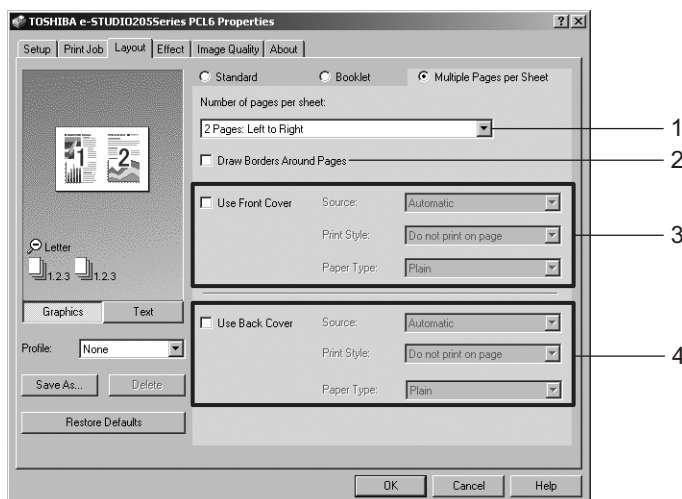 TOSHIBA e-STUDIO205Series PCL6 Properties
Setup Print Job Layout Effect Image Quality About
Standard Booklet Multiple Pages per Sheet
Number of pages per sheet:
2 Pages: Left to Right
1
Draw Borders Around Pages
2
1 2
Use Front Cover Source: Automatic
Print Style: Do not print on page
3
Paper Type: Plain
Letter
1.2.3 1.2.3
Graphics Text
Use Back Cover Source: Automatic
Print Style: Do not print on page
4
Paper Type: Plain
Profile: None
Save As... Delete
Restore Defaults
OK Cancel Help